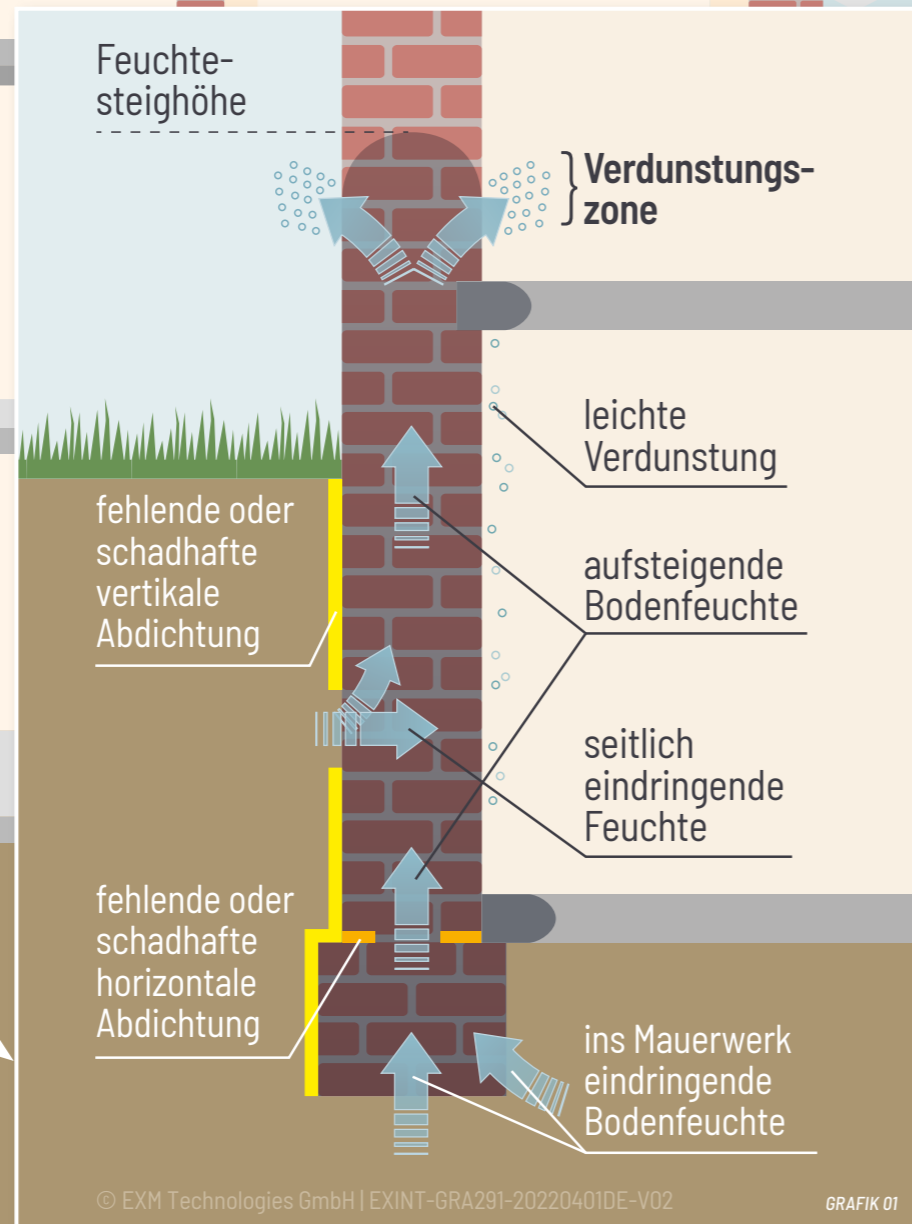 Feuchte-
steighöhe
Verdunstungs-
zone
leichte
Verdunstung
fehlende oder
schadhafte
vertikale
Abdichtung
aufsteigende
Bodenfeuchte
seitlich
eindringende
Feuchte
fehlende oder
schadhafte
horizontale
Abdichtung
ins Mauerwerk
eindringende
Bodenfeuchte
© EXM Technologies GmbH | EXINT-GRA291-20220401DE-V02
GRAFIK 01